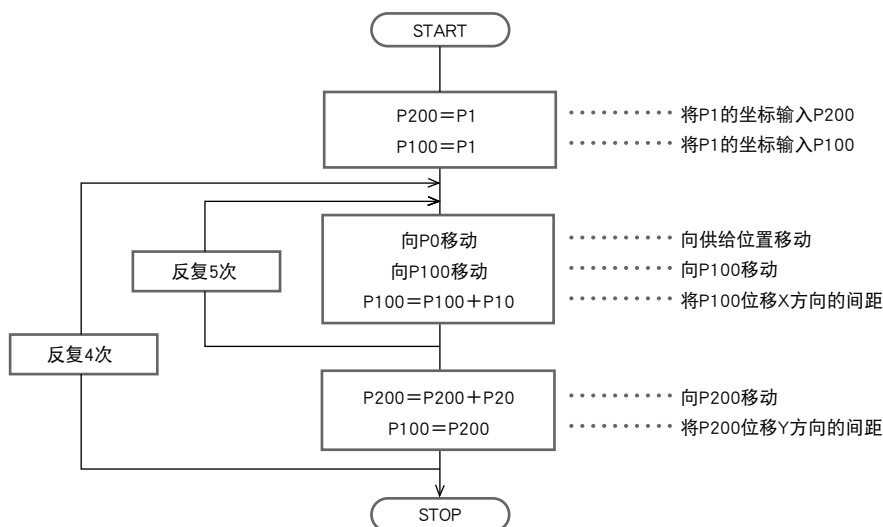 START
P200＝P1 ·········· 将P1的坐标输入P200
P100＝P1 ·········· 将P1的坐标输入P100
向P0移动 ·········· 向供给位置移动
向P100移动 ·········· 向P100移动
P100＝P100＋P10 ·········· 将P100位移X方向的间距
反复5次
反复4次
P200＝P200＋P20 ·········· 向P200移动
P100＝P200 ·········· 将P200位移Y方向的间距
STOP